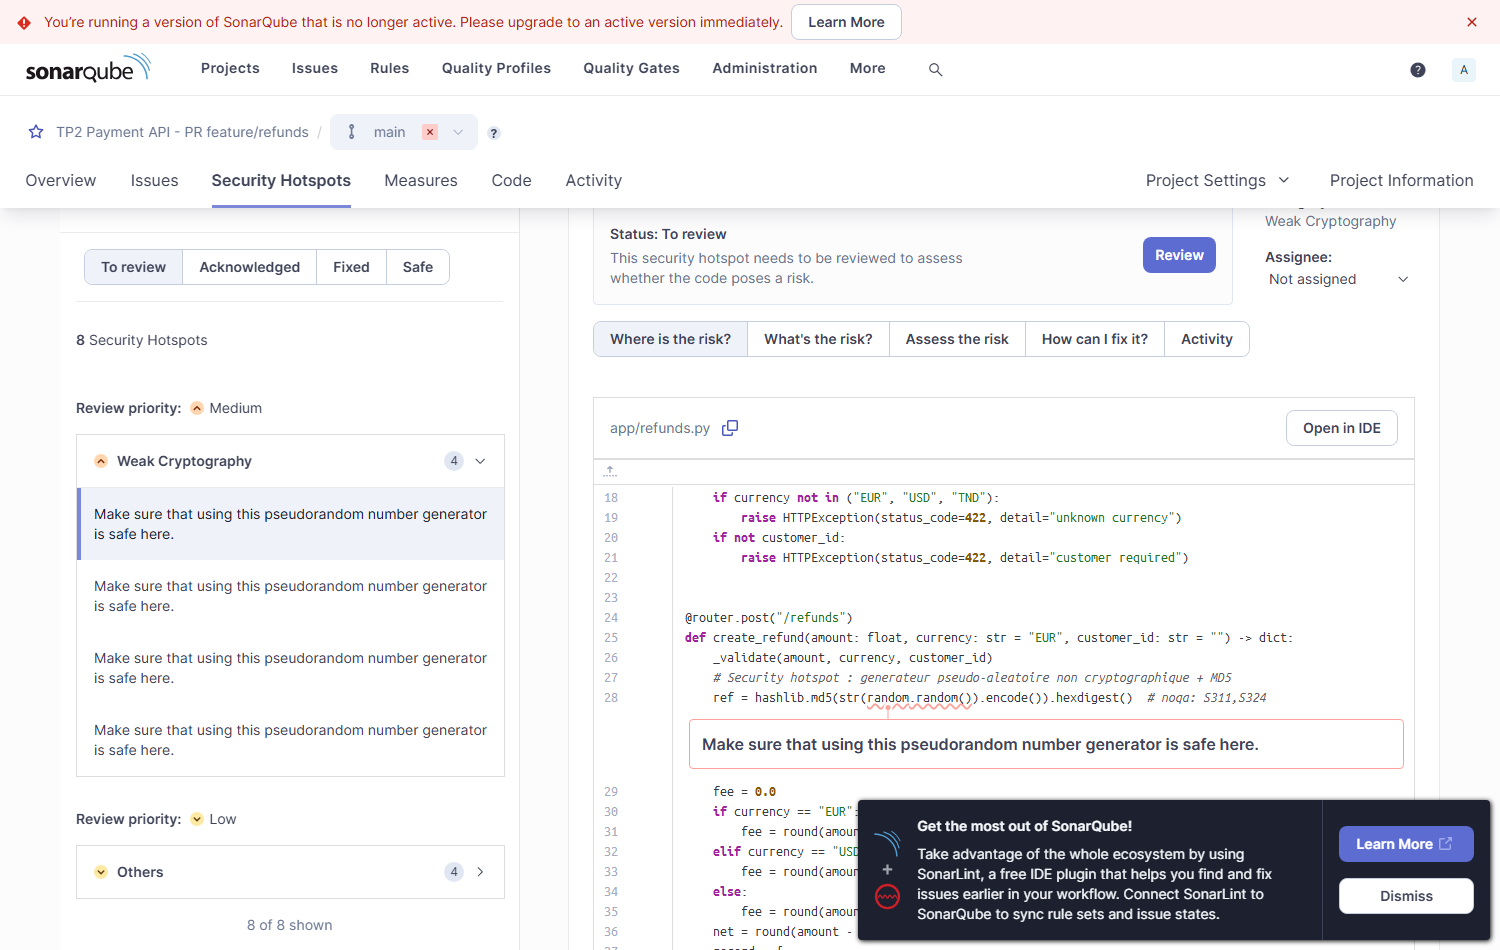 You're running a version of SonarQube that is no longer active. Please upgrade to an active version immediately. Learn More
sonarqube Projects Issues Rules Quality Profiles Quality Gates Administration More ? A
TP2 Payment API - PR feature/refunds / main ?
Overview Issues Security Hotspots Measures Code Activity Project Settings Project Information
To review Acknowledged Fixed Safe
8 Security Hotspots
Review priority: Medium
Weak Cryptography 4
Make sure that using this pseudorandom number generator
is safe here.
Make sure that using this pseudorandom number generator
is safe here.
Make sure that using this pseudorandom number generator
is safe here.
Make sure that using this pseudorandom number generator
is safe here.
Review priority: Low
Others 4
8 of 8 shown
Status: To review
This security hotspot needs to be reviewed to assess
whether the code poses a risk.
Review
Weak Cryptography
Assignee:
Not assigned
Where is the risk? What's the risk? Assess the risk How can I fix it? Activity
app/refunds.py Open in IDE
18 if currency not in ("EUR", "USD", "TND"):
19 raise HTTPException(status_code=422, detail="unknown currency")
20 if not customer_id:
21 raise HTTPException(status_code=422, detail="customer required")
22
23
24 @router.post("/refunds")
25 def create_refund(amount: float, currency: str = "EUR", customer_id: str = "") -> dict:
26 _validate(amount, currency, customer_id)
27 # Security hotspot : generateur pseudo-aleatoire non cryptographique + MD5
28 ref = hashlib.md5(str(random.random()).encode()).hexdigest() # noqa: S311,S324
Make sure that using this pseudorandom number generator is safe here.
29 fee = 0.0
30 if currency == "EUR":
31 fee = round(amoun
32 elif currency == "USD
33 fee = round(amoun
34 else:
35 fee = round(amoun
36 net = round(amount -
Get the most out of SonarQube!
Take advantage of the whole ecosystem by using
SonarLint, a free IDE plugin that helps you find and fix
issues earlier in your workflow. Connect SonarLint to
SonarQube to sync rule sets and issue states.
Learn More
Dismiss